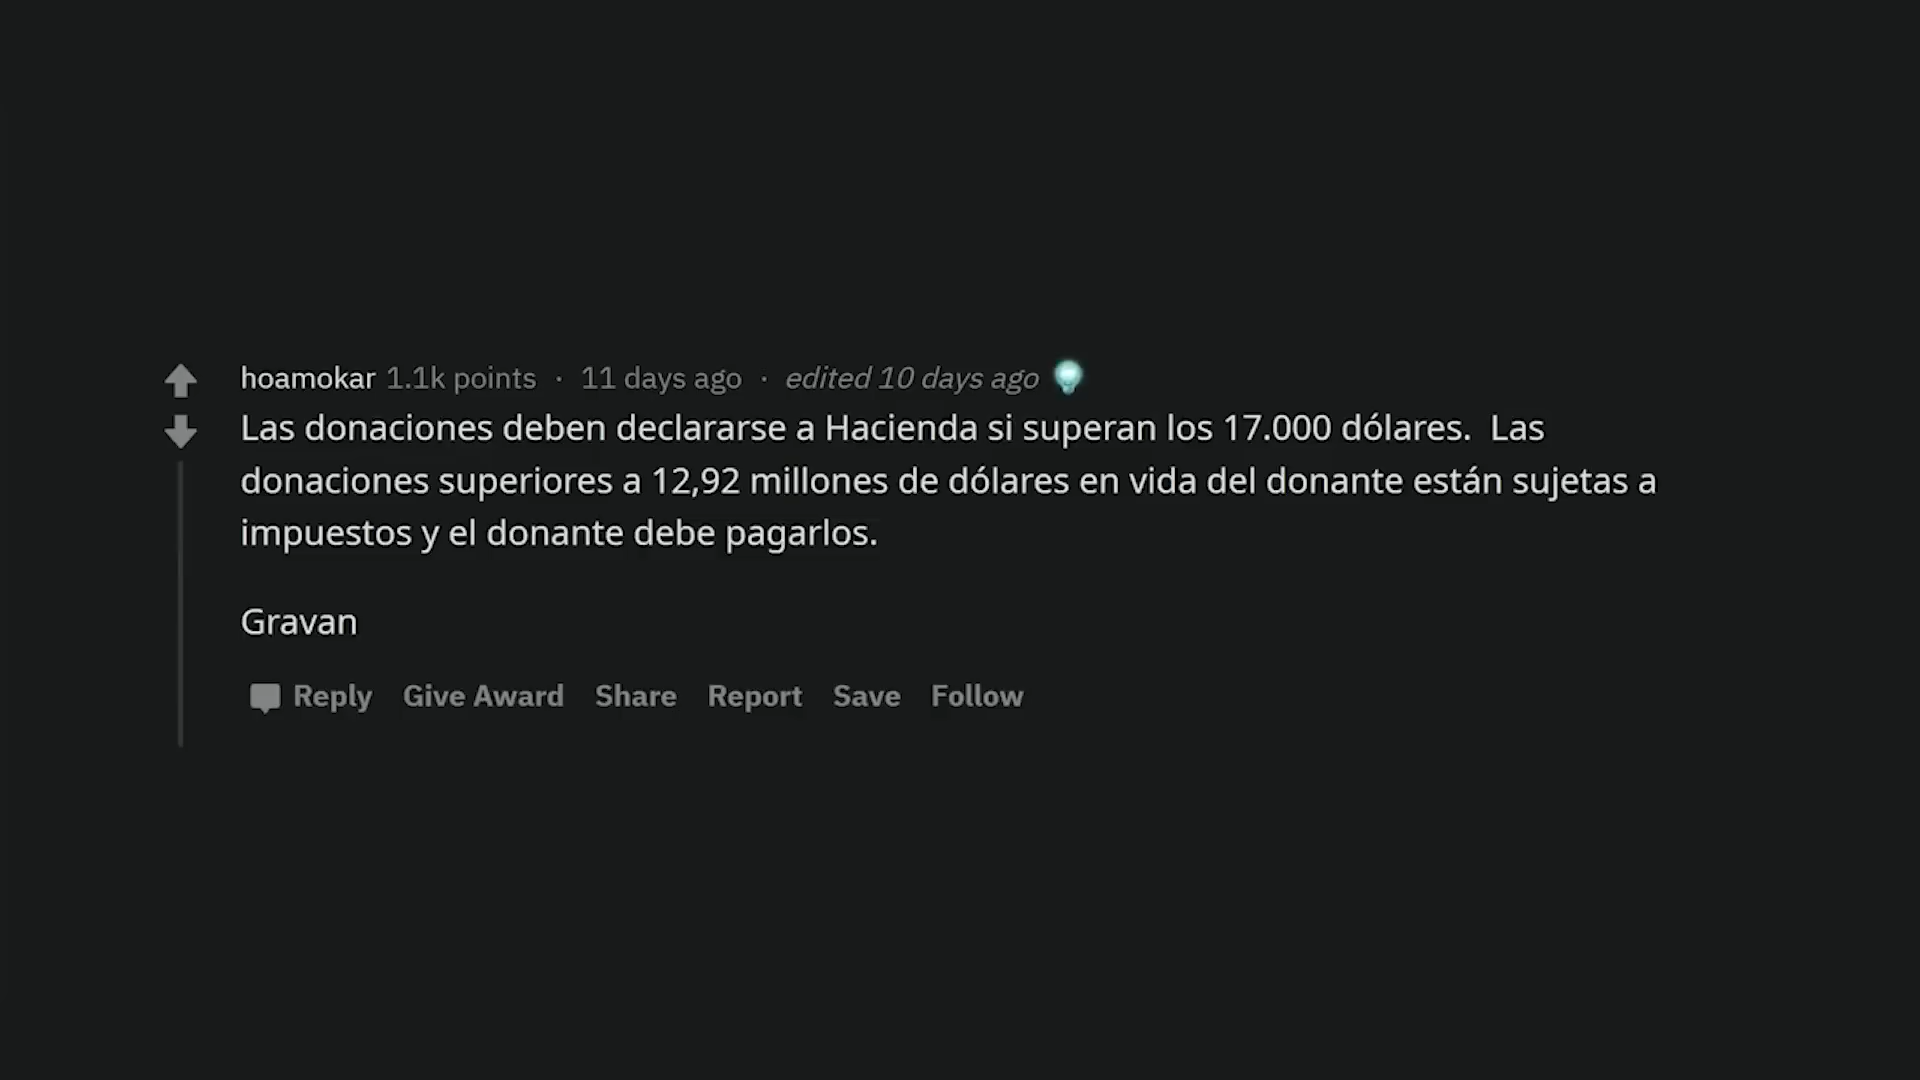 hoamokar 1.1k points · 11 days ago · edited 10 days ago
Las donaciones deben declararse a Hacienda si superan los 17.000 dólares. Las
donaciones superiores a 12,92 millones de dólares en vida del donante están sujetas a
impuestos y el donante debe pagarlos.
Gravan
Reply Give Award Share Report Save Follow